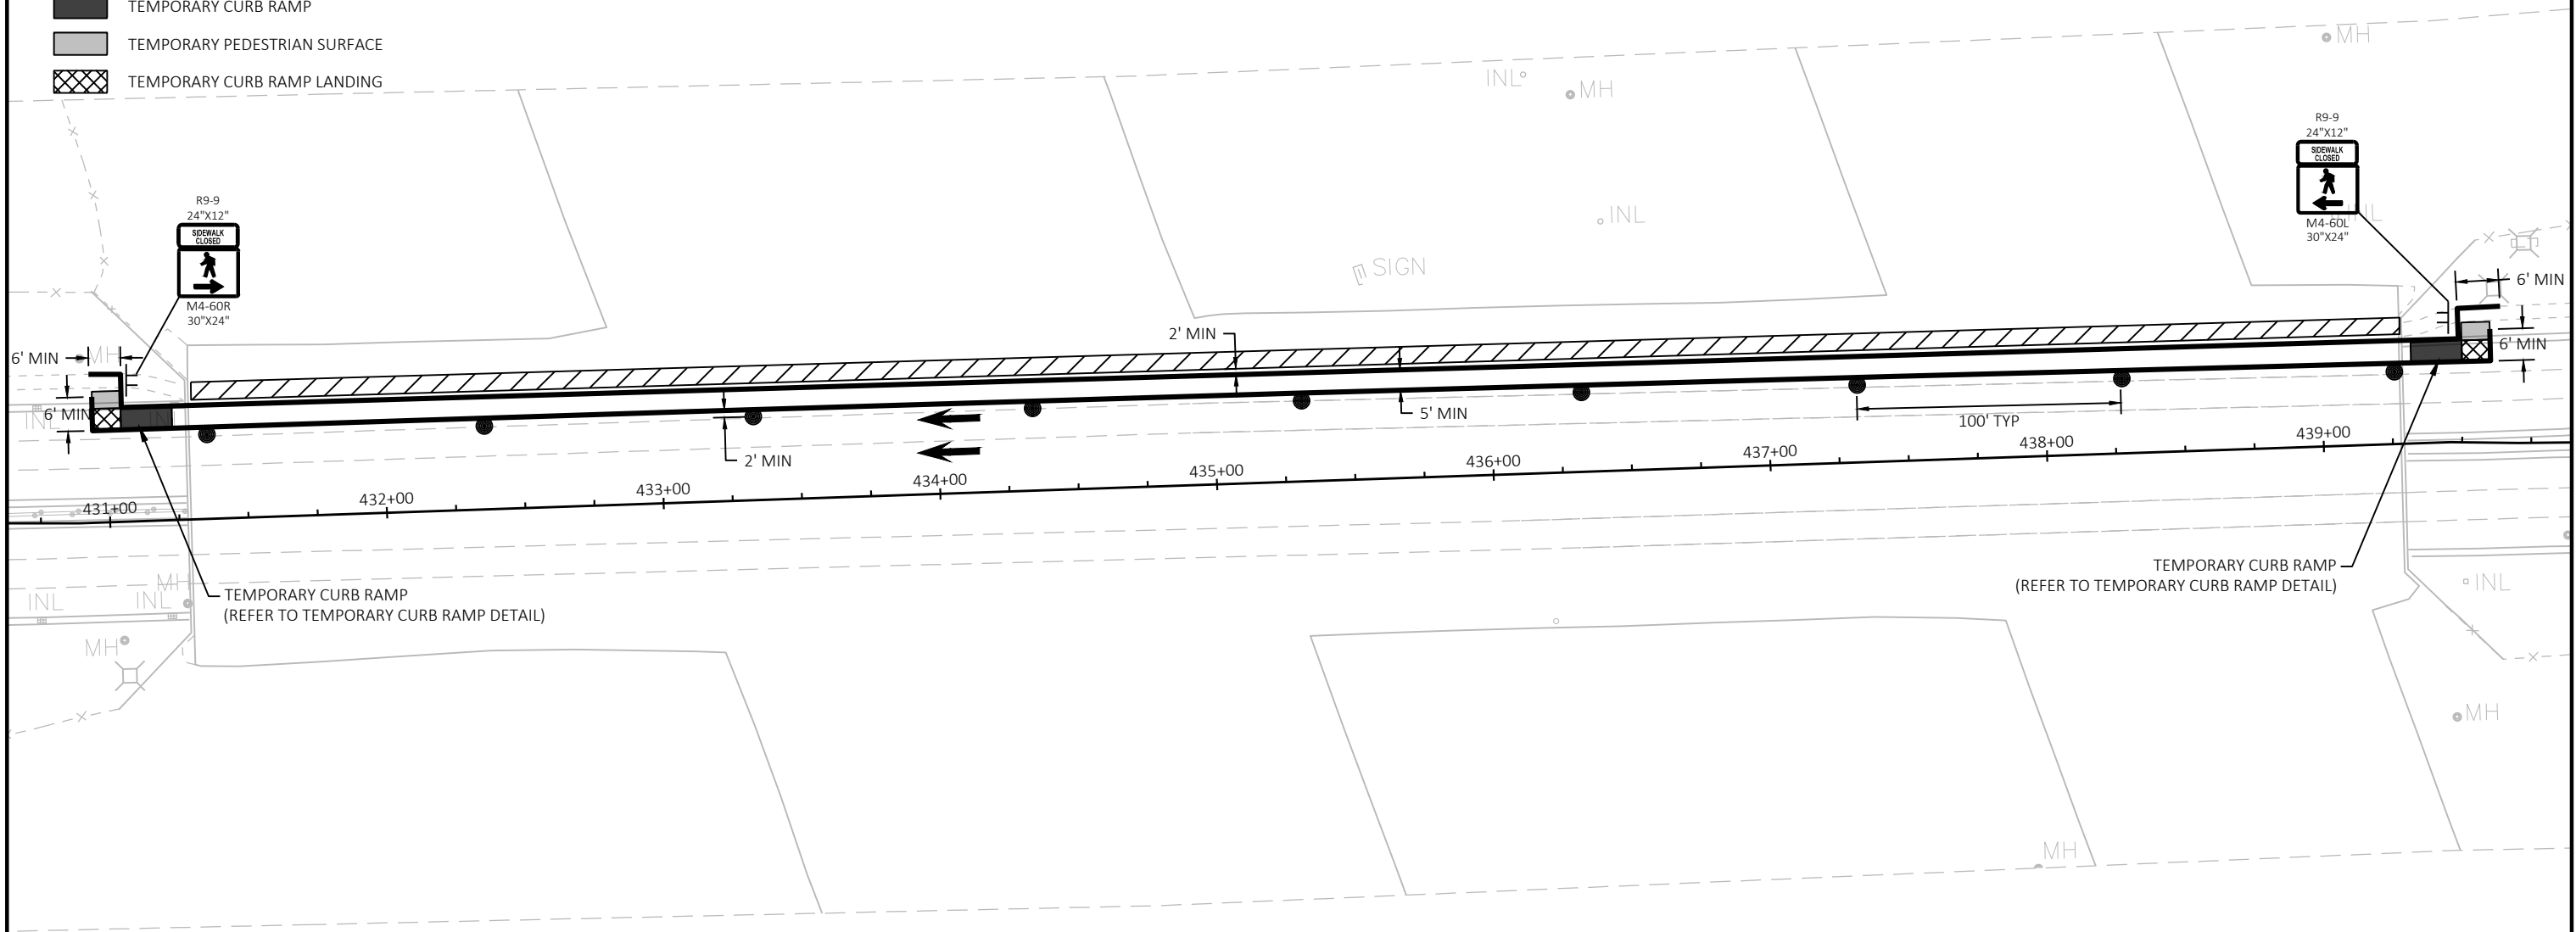 TEMPORARY CURB RAMP
TEMPORARY PEDESTRIAN SURFACE
TEMPORARY CURB RAMP LANDING
MH
INL
MH
R9-9
24"X12"
SIDEWALK
CLOSED
M4-60L
30"X24"
INL
INL
R9-9
24"X12"
SIDEWALK
CLOSED
M4-60R
30"X24"
SIGN
6' MIN
6' MIN
MH
2' MIN
6' MIN
6' MIN
INL
IN
5' MIN
100' TYP
2' MIN
431+00
432+00
433+00
434+00
435+00
436+00
437+00
438+00
439+00
TEMPORARY CURB RAMP
(REFER TO TEMPORARY CURB RAMP DETAIL)
TEMPORARY CURB RAMP
(REFER TO TEMPORARY CURB RAMP DETAIL)
MH
INL
INL
INL
MH
MH
MH